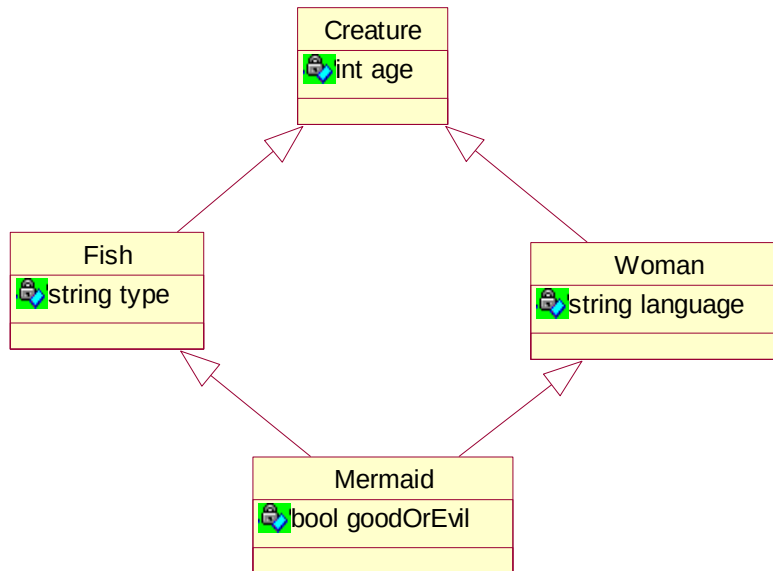 Creature
int age
Fish
string type
Woman
string language
Mermaid
bool goodOrEvil